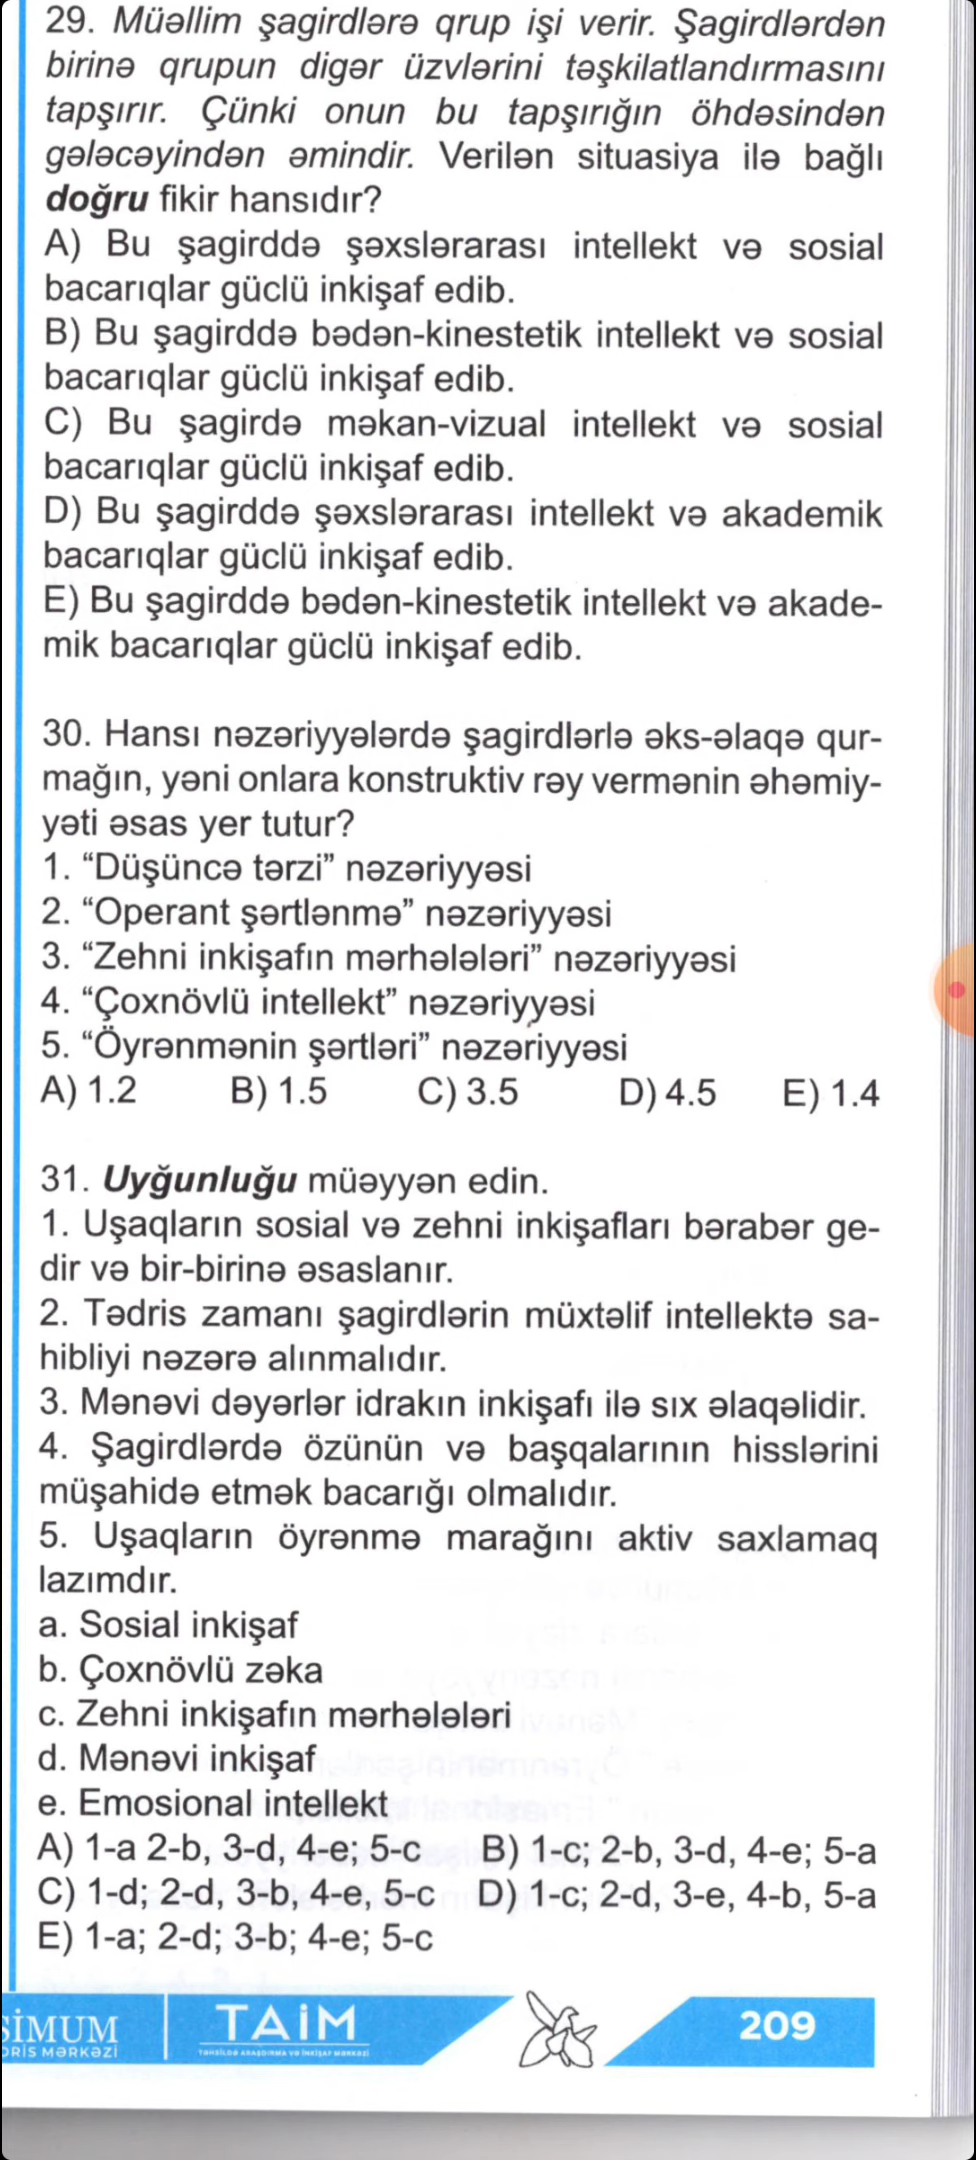 29. Müəllim şagirdlərə qrup işi verir. Şagirdlərdən
birinə qrupun digər üzvlərini təşkilatlandırmasını
tapşırır. Çünki onun bu tapşırığın öhdəsindən
gələcəyindən əmindir. Verilən situasiya ilə bağlı
doğru fikir hansıdır?
A) Bu şagirddə şəxslərarası intellekt və sosial
bacarıqlar güclü inkişaf edib.
B) Bu şagirddə bədən-kinestetik intellekt və sosial
bacarıqlar güclü inkişaf edib.
C) Bu şagirdə məkan-vizual intellekt və sosial
bacarıqlar güclü inkişaf edib.
D) Bu şagirddə şəxslərarası intellekt və akademik
bacarıqlar güclü inkişaf edib.
E) Bu şagirddə bədən-kinestetik intellekt və akade-
mik bacarıqlar güclü inkişaf edib.
30. Hansı nəzəriyyələrdə şagirdlərlə əks-əlaqə qur-
mağın, yəni onlara konstruktiv rəy vermənin əhəmiy-
yəti əsas yer tutur?
1. “Düşüncə tərzi” nəzəriyyəsi
2. “Operant şərtlənmə” nəzəriyyəsi
3. “Zehni inkişafın mərhələləri” nəzəriyyəsi
4. “Çoxnövlü intellekt” nəzəriyyəsi
5. “Öyrənmənin şərtləri” nəzəriyyəsi
A) 1.2 B) 1.5 C) 3.5 D) 4.5 E) 1.4
31. Uyğunluğu müəyyən edin.
1. Uşaqların sosial və zehni inkişafları bərabər ge-
dir və bir-birinə əsaslanır.
2. Tədris zamanı şagirdlərin müxtəlif intellektə sa-
hibliyi nəzərə alınmalıdır.
3. Mənəvi dəyərlər idrakın inkişafı ilə sıx əlaqəlidir.
4. Şagirdlərdə özünün və başqalarının hisslərini
müşahidə etmək bacarığı olmalıdır.
5. Uşaqların öyrənmə marağını aktiv saxlamaq
lazımdır.
a. Sosial inkişaf
b. Çoxnövlü zəka
c. Zehni inkişafın mərhələləri
d. Mənəvi inkişaf
e. Emosional intellekt
A) 1-a 2-b, 3-d, 4-e; 5-c B) 1-c; 2-b, 3-d, 4-e; 5-a
C) 1-d; 2-d, 3-b, 4-e, 5-c D) 1-c; 2-d, 3-e, 4-b, 5-a
E) 1-a; 2-d; 3-b; 4-e; 5-c
SİMUM TAİM 209
DRİS MƏRKƏZİ TƏHSİLDƏ ARAŞDIRMA VƏ İNKİŞAF MƏRKƏZİ